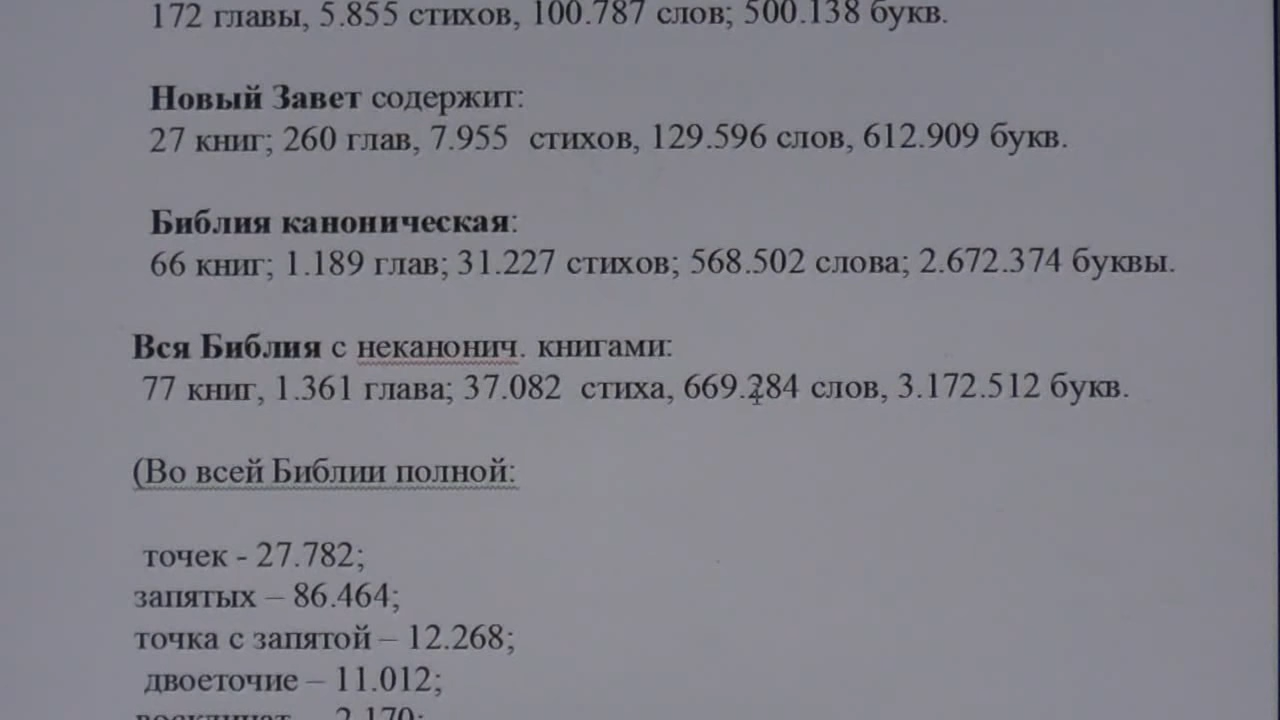 172 главы, 5.855 стихов, 100.787 слов; 500.138 букв.
Новый Завет содержит:
27 книг; 260 глав, 7.955 стихов, 129.596 слов, 612.909 букв.
Библия каноническая:
66 книг; 1.189 глав; 31.227 стихов; 568.502 слова; 2.672.374 буквы.
Вся Библия с неканонич. книгами:
77 книг, 1.361 глава; 37.082 стиха, 669.284 слов, 3.172.512 букв.
(Во всей Библии полной:
точек - 27.782;
запятых – 86.464;
точка с запятой – 12.268;
двоеточие – 11.012;
восклицат. – 2.170;